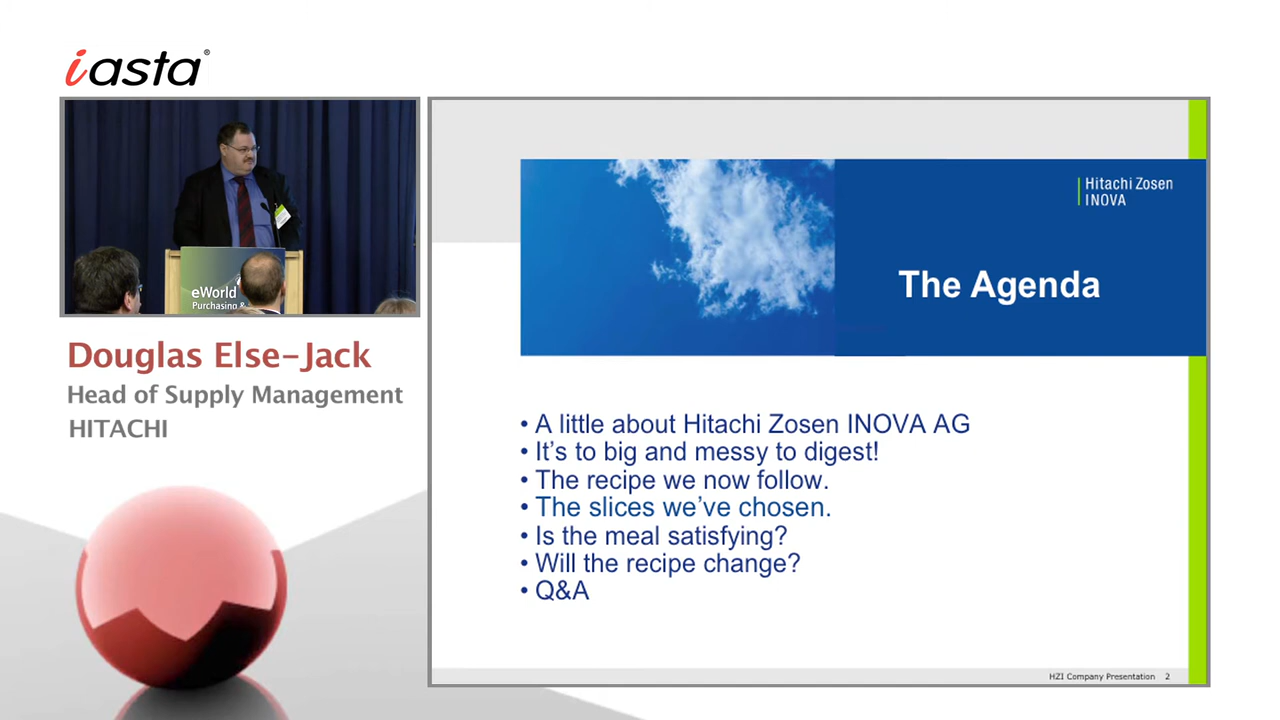 iasta®
eWorld
Purchasing &
Douglas Else-Jack
Head of Supply Management
HITACHI
Hitachi Zosen
INOVA
The Agenda
• A little about Hitachi Zosen INOVA AG
• It's to big and messy to digest!
• The recipe we now follow.
• The slices we've chosen.
• Is the meal satisfying?
• Will the recipe change?
• Q&A
HZI Company Presentation 2